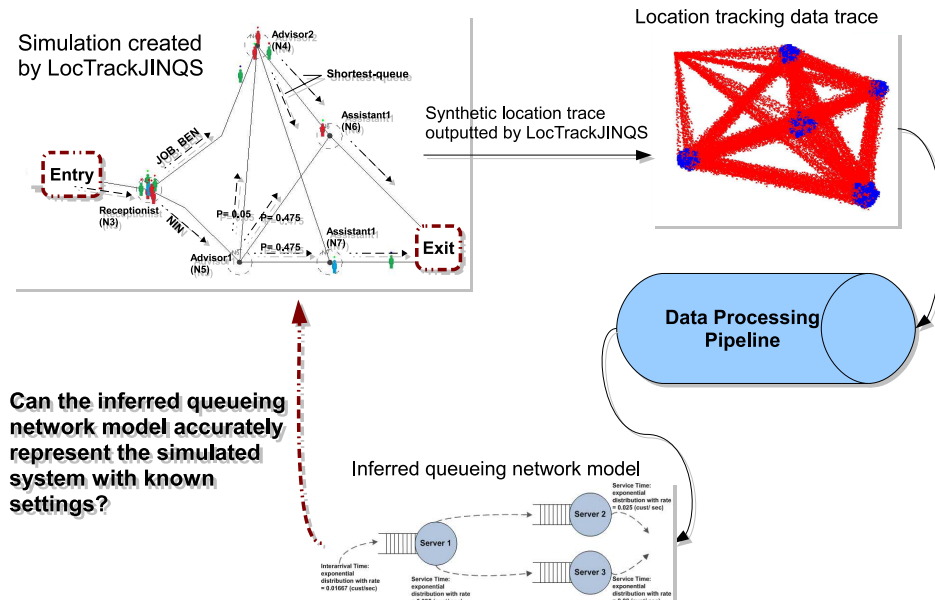 Simulation created
by LocTrackJINQS
Advisor2
(N4)
Shortest-queue
Assistant1
(N6)
JOB, BEN
Entry
Receptionist
(N3)
NIN
P= 0.05
P= 0.475
P= 0.475
Advisor1
(N5)
Assistant1
(N7)
Exit
Synthetic location trace
outputted by LocTrackJINQS
Location tracking data trace
Data Processing
Pipeline
Can the inferred queueing
network model accurately
represent the simulated
system with known
settings?
Inferred queueing network model
Server 1
Server 2
Server 3
Interarrival Time:
exponential
distribution with rate
= 0.01667 (cust/sec)
Service Time:
exponential
distribution with rate
Service Time:
exponential
distribution with rate
= 0.025 (cust/ sec)
Service Time:
exponential
distribution with rate